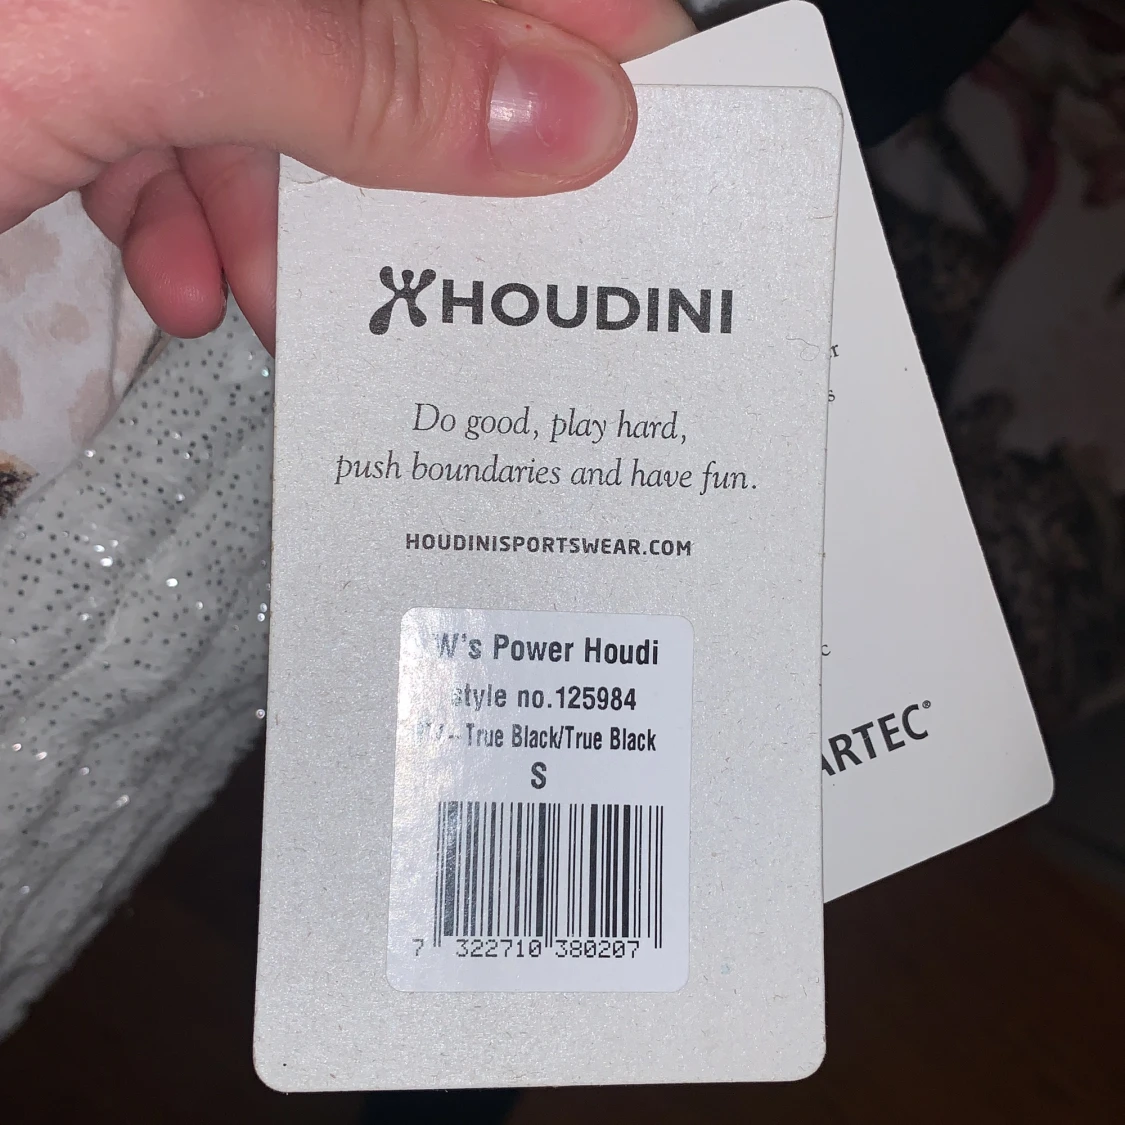 HOUDINI
Do good, play hard,
push boundaries and have fun.
HOUDINISPORTSWEAR.COM
W's Power Houdi
style no.125984
True Black/True Black
S
7 322710 380207
r
s
c
ARTEC®